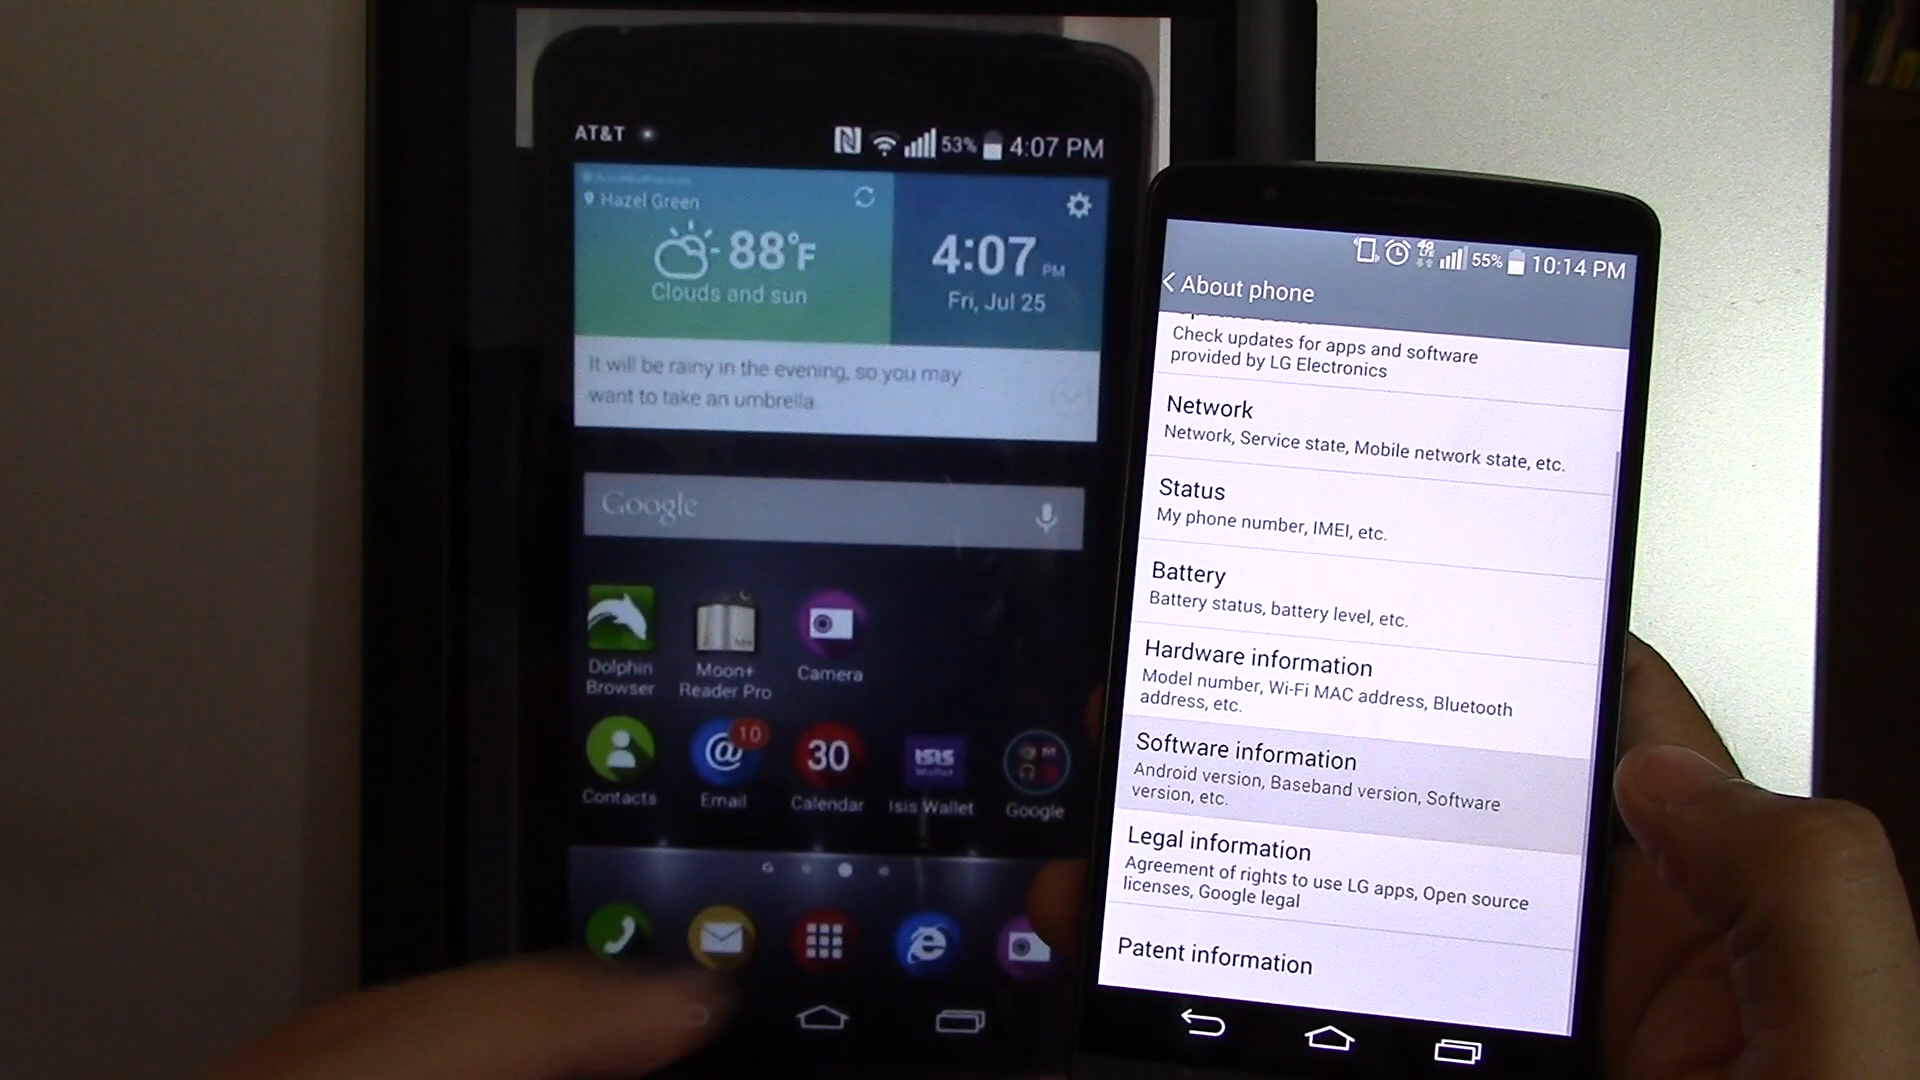 AT&T
53% 4:07 PM
Hazel Green
88°F
Clouds and sun
4:07 PM
Fri, Jul 25
It will be rainy in the evening, so you may
want to take an umbrella.
Google
Dolphin
Browser
Moon+
Reader Pro
Camera
10
30
ISIS
Wallet
Contacts
Email
Calendar
Isis Wallet
Google
4G
LTE
55% 10:14 PM
< About phone
Check updates for apps and software
provided by LG Electronics
Network
Network, Service state, Mobile network state, etc.
Status
My phone number, IMEI, etc.
Battery
Battery status, battery level, etc.
Hardware information
Model number, Wi-Fi MAC address, Bluetooth
address, etc.
Software information
Android version, Baseband version, Software
version, etc.
Legal information
Agreement of rights to use LG apps, Open source
licenses, Google legal
Patent information